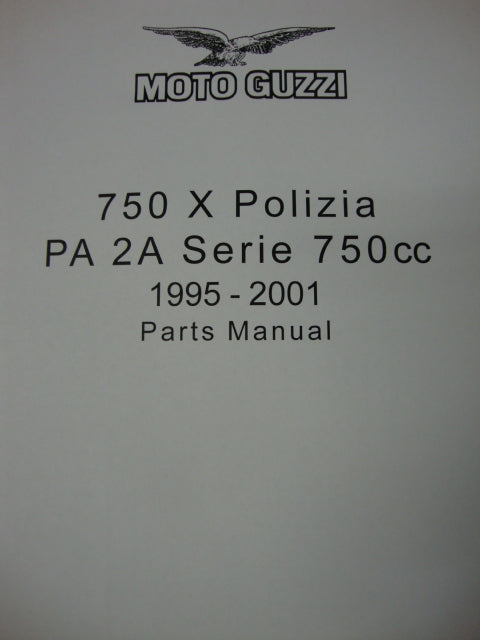 MOTO GUZZI
750 X Polizia
PA 2A Serie 750cc
1995 - 2001
Parts Manual